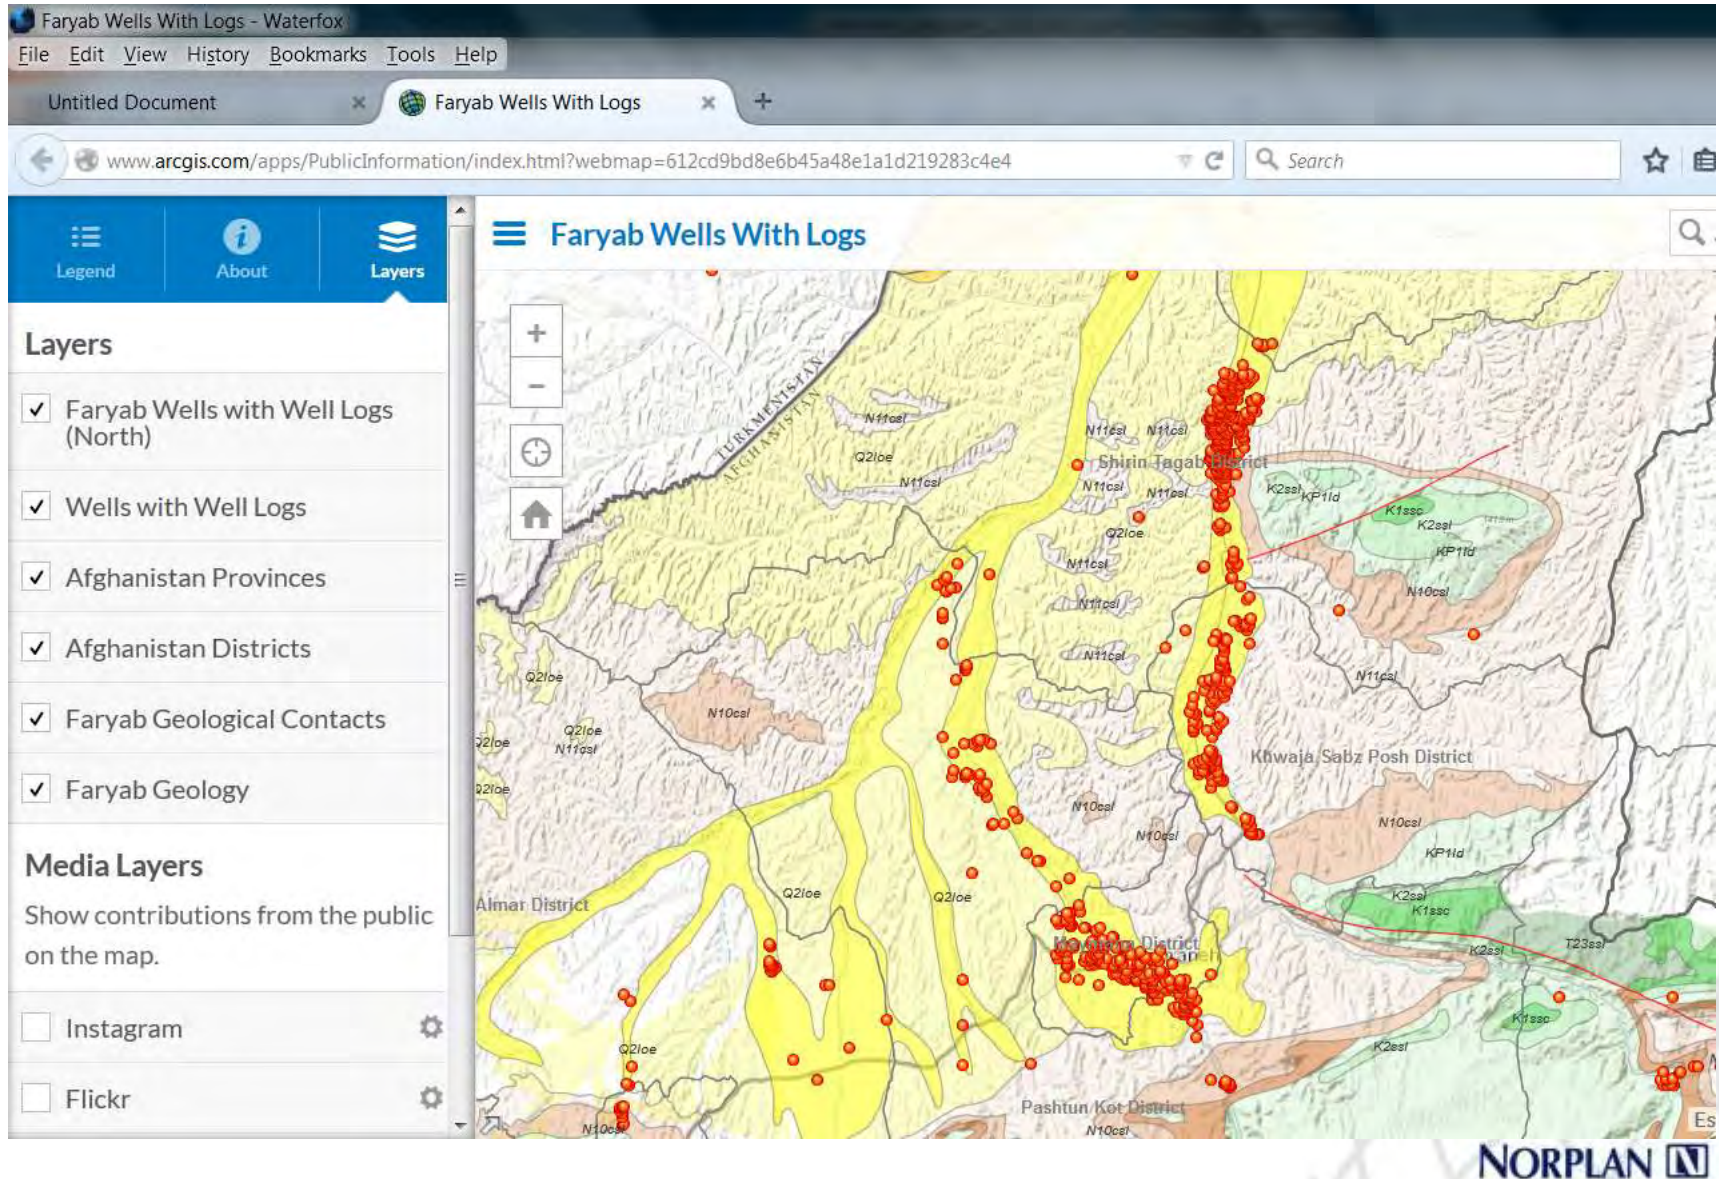 Faryab Wells With Logs - Waterfox
File Edit View History Bookmarks Tools Help
Untitled Document
Faryab Wells With Logs
www.arcgis.com/apps/PublicInformation/index.html?webmap=612cd9bd8e6b45a48e1a1d219283c4e4
Search
Legend
About
Layers
Faryab Wells With Logs
Layers
Faryab Wells with Well Logs
(North)
Wells with Well Logs
Afghanistan Provinces
Afghanistan Districts
Faryab Geological Contacts
Faryab Geology
Media Layers
Show contributions from the public
on the map.
Instagram
Flickr
TURKMENISTAN
AFGHANISTAN
N11csl
Q2loe
N11csl
N11csl
N11csl
Shirin Tagab District
N11csl
N11csl
Q2loe
N11csl
N11csl
N11csl
K2ssl
KP1ld
K1ssc
K2ssl
KP1ld
N10csl
N11csl
Q2loe
N10csl
Q2loe
N11csl
Q2loe
Q2loe
Khwaja Sabz Posh District
N10csl
N10csl
N10csl
KP1ld
Almar District
Q2loe
Q2loe
K2ssl
K1ssc
K2ssl
T23ssl
District
K1ssc
Q2loe
K2ssl
Pashtun Kot District
N10csl
N10csl
Es
NORPLAN